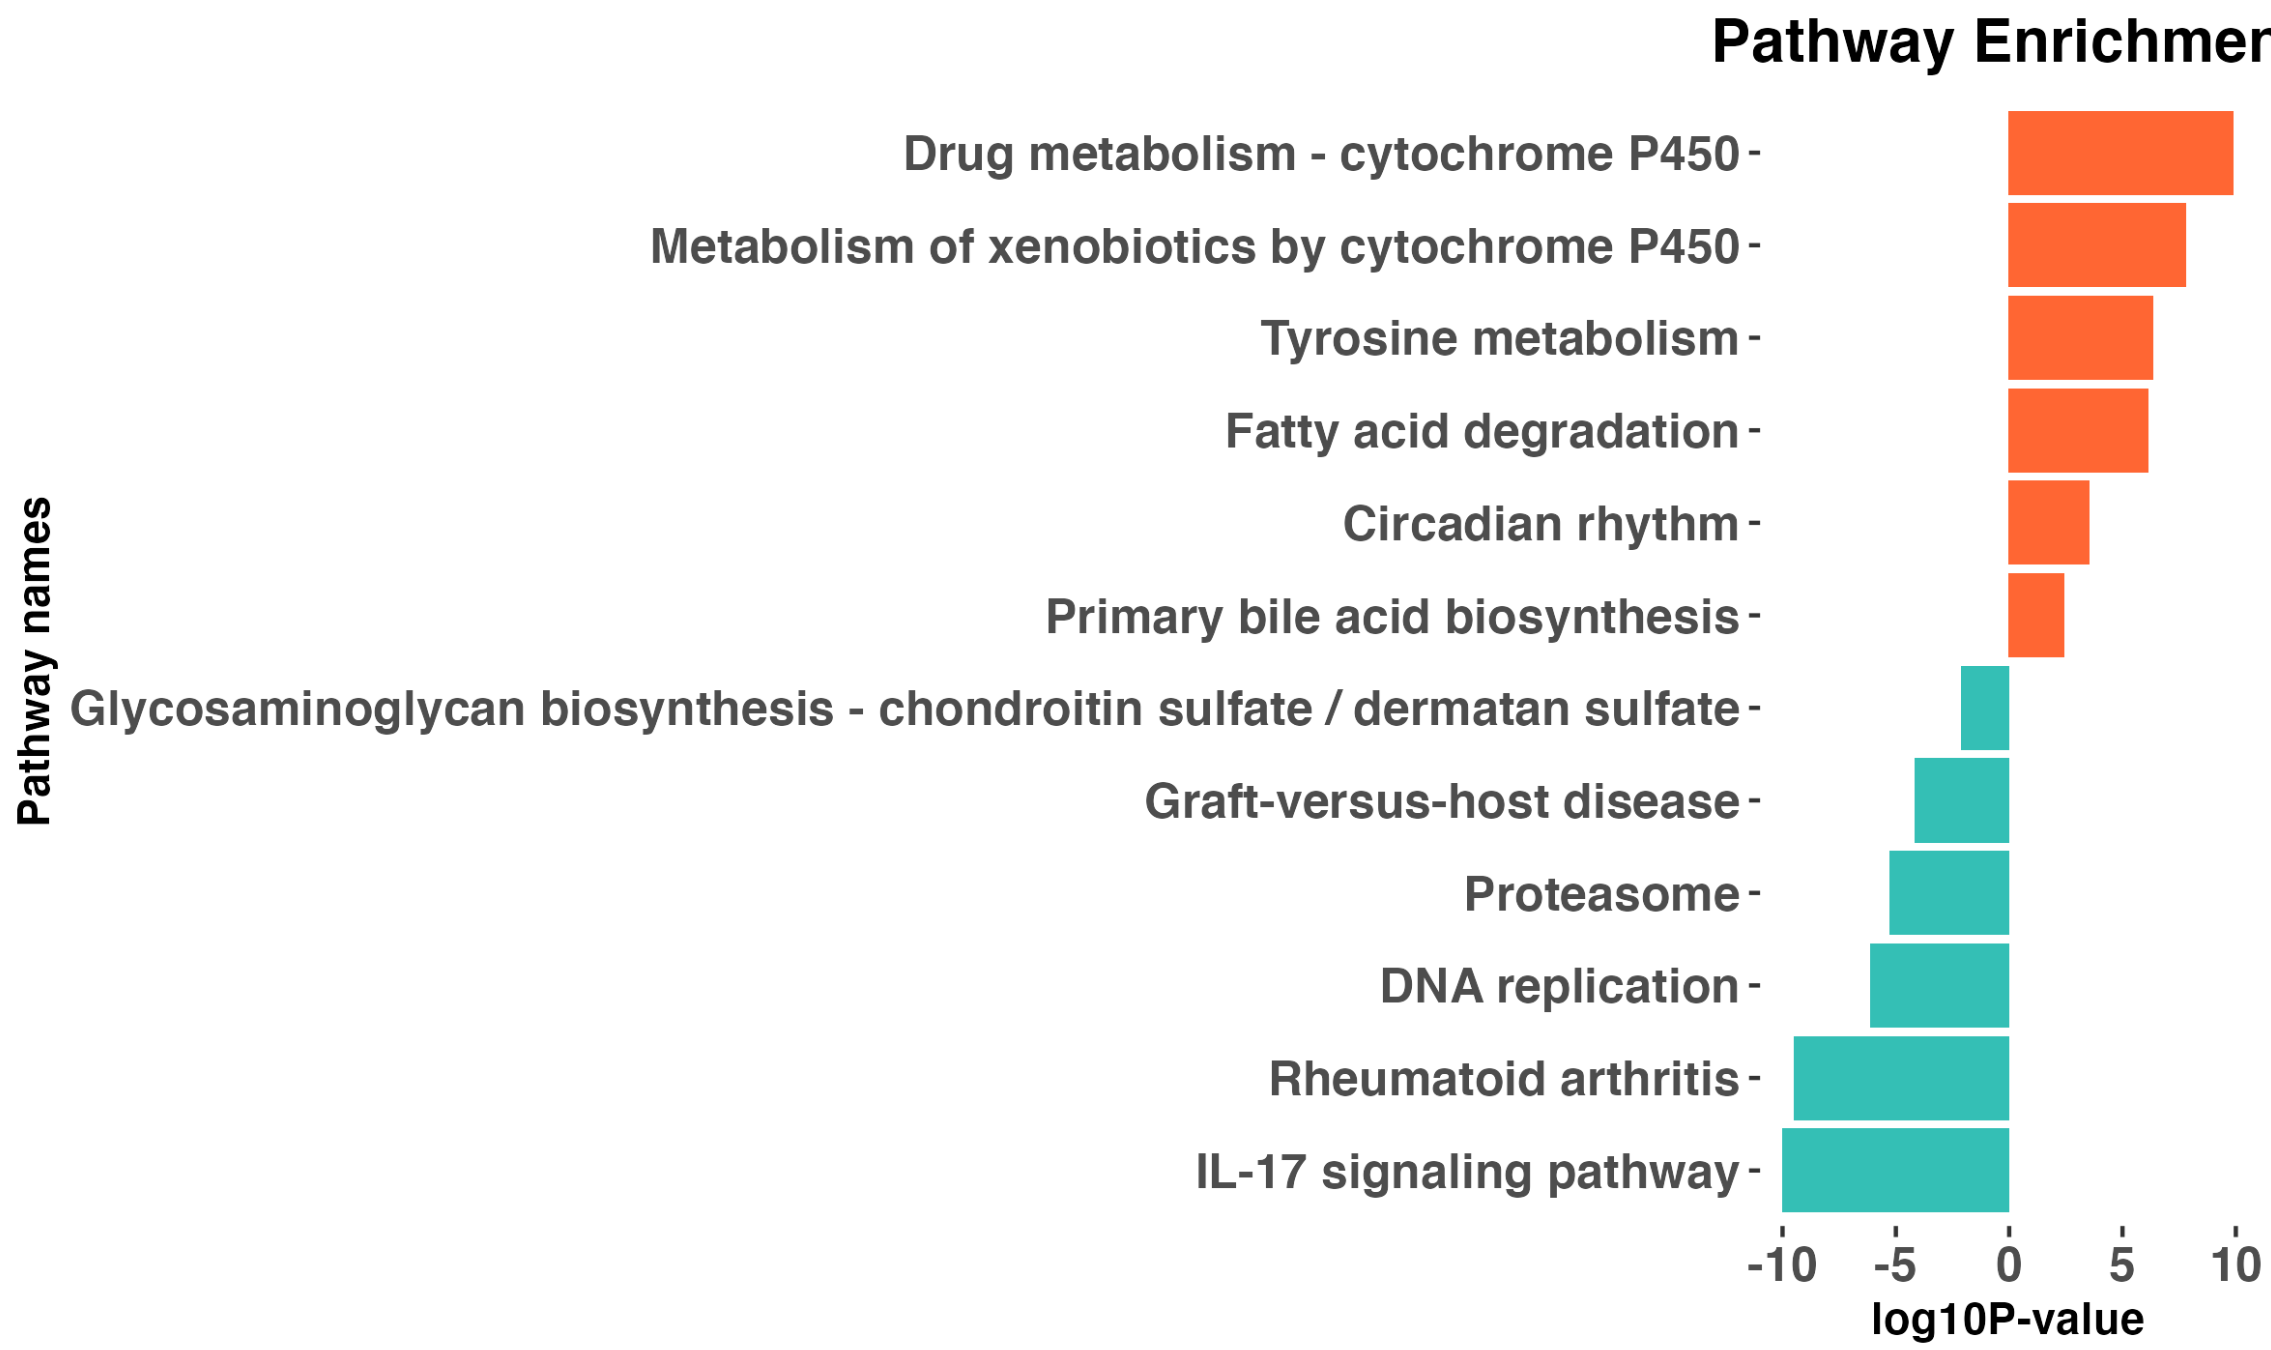 Pathway Enrichmen
Drug metabolism - cytochrome P450
Metabolism of xenobiotics by cytochrome P450
Tyrosine metabolism
Fatty acid degradation
Circadian rhythm
Primary bile acid biosynthesis
Glycosaminoglycan biosynthesis - chondroitin sulfate / dermatan sulfate
Graft-versus-host disease
Proteasome
DNA replication
Rheumatoid arthritis
IL-17 signaling pathway
Pathway names
-10 -5 0 5 10
log10P-value